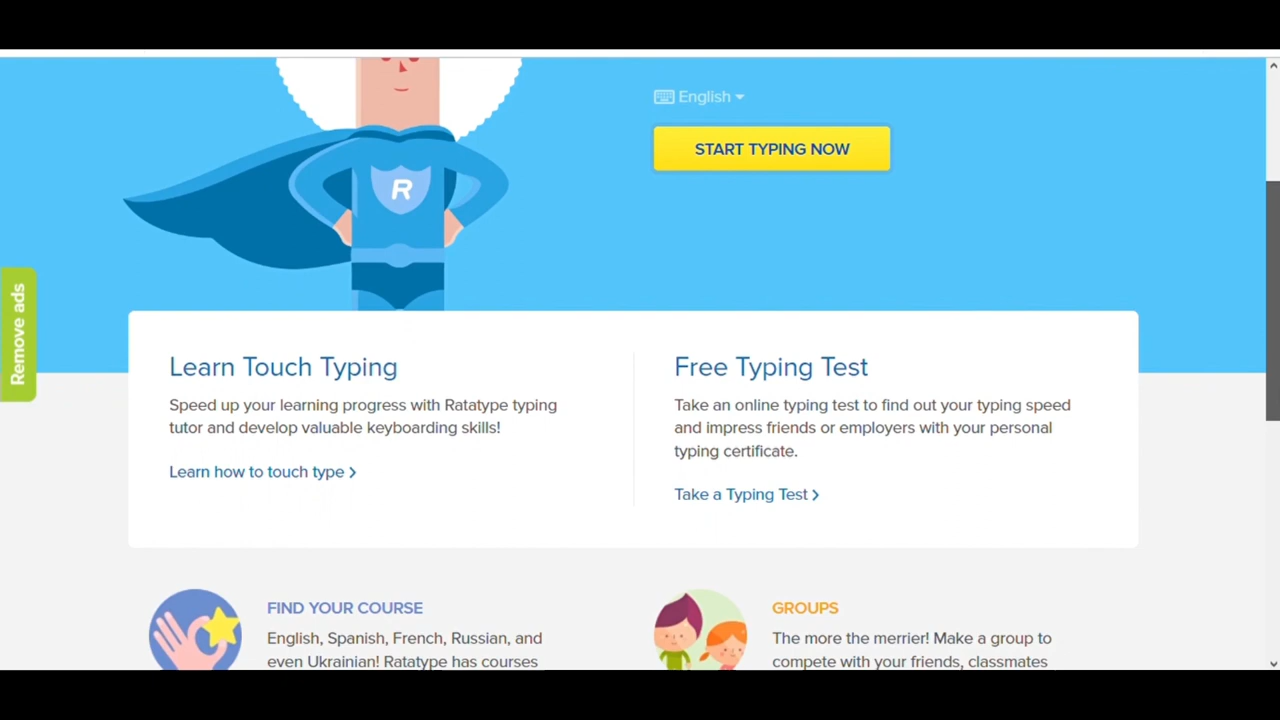 English
START TYPING NOW
R
Remove ads
Learn Touch Typing
Speed up your learning progress with Ratatype typing
tutor and develop valuable keyboarding skills!
Learn how to touch type
Free Typing Test
Take an online typing test to find out your typing speed
and impress friends or employers with your personal
typing certificate.
Take a Typing Test
FIND YOUR COURSE
English, Spanish, French, Russian, and
even Ukrainian! Ratatype has courses
GROUPS
The more the merrier! Make a group to
compete with your friends, classmates